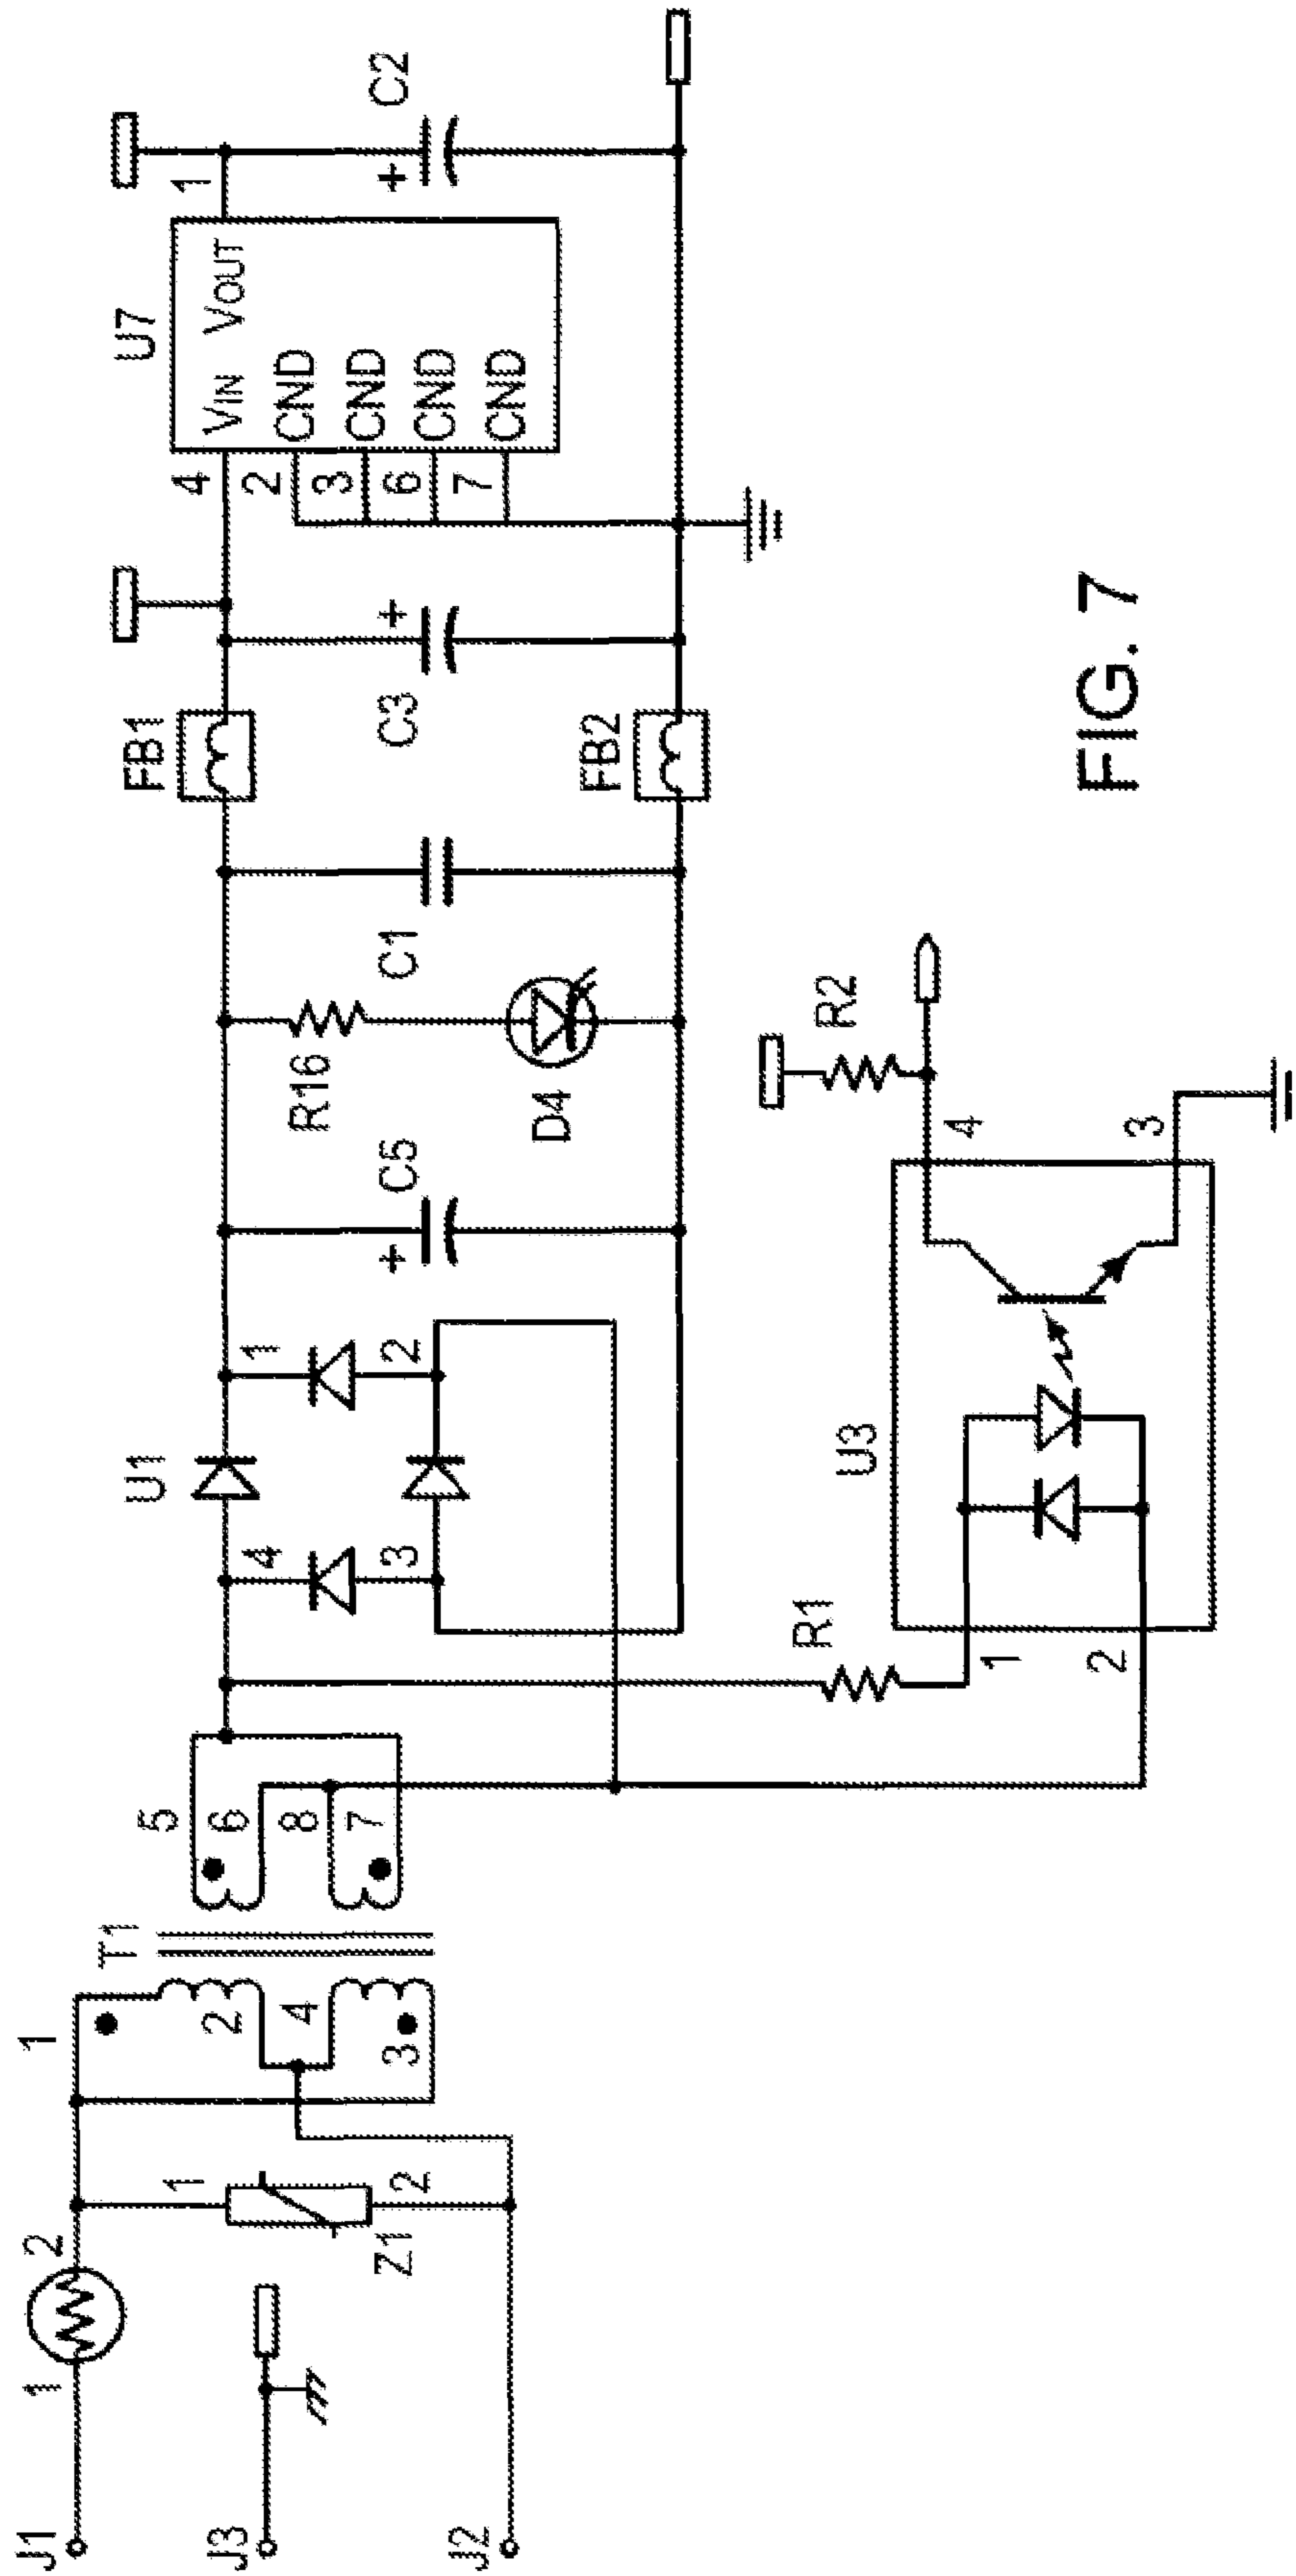 J1
1
2
J3
J2
1
Z1
2
1
T1
2
4
3
5
6
8
7
U1
4
1
3
2
C5
+
R16
D4
C1
FB1
FB2
C3
+
U7
4
VIN
VOUT
1
2
CND
3
CND
6
CND
7
CND
+
C2
R1
1
2
U3
4
3
R2
FIG. 7